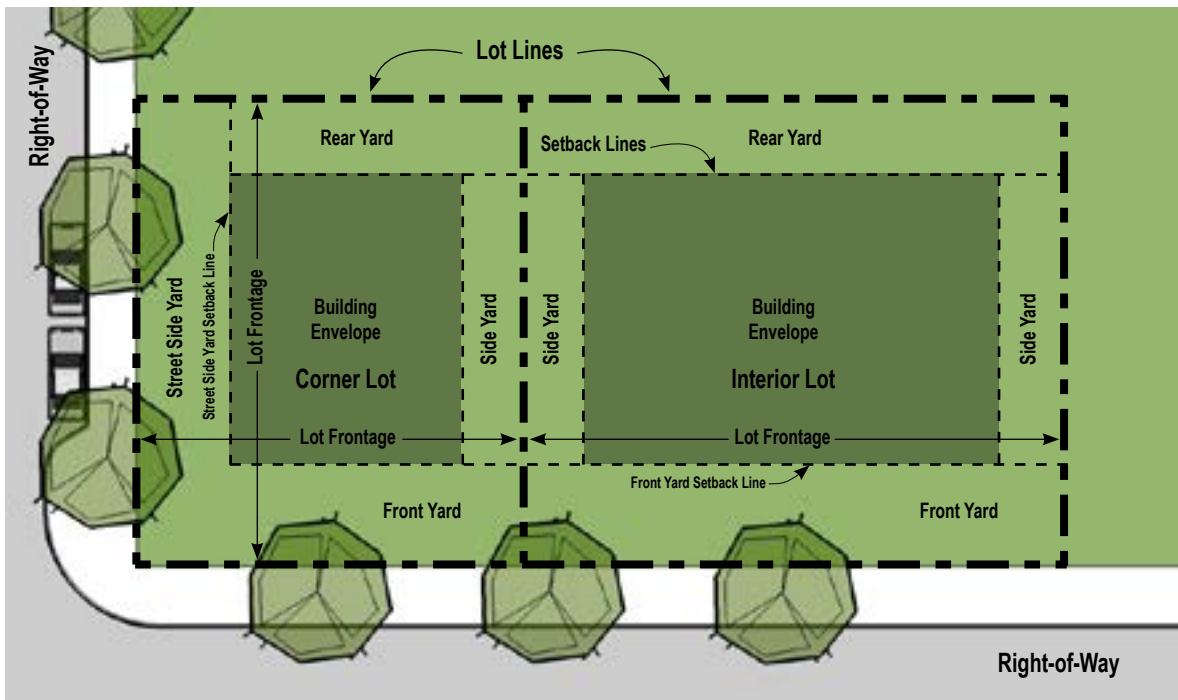 Lot Lines
Right-of-Way
Rear Yard
Setback Lines
Rear Yard
Street Side Yard
Street Side Yard Setback Line
Lot Frontage
Building
Envelope
Corner Lot
Side Yard
Side Yard
Building
Envelope
Interior Lot
Side Yard
Lot Frontage
Lot Frontage
Front Yard Setback Line
Front Yard
Front Yard
Right-of-Way